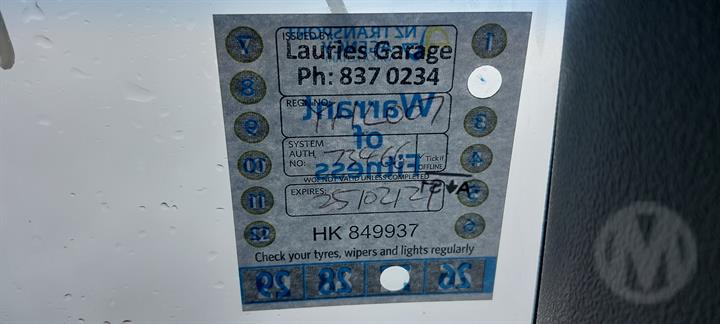 NZ TRANS
ISSUED BY:
Lauries Garage
Ph: 837 0234
REGN NO:
Warrant
SYSTEM
AUTH.
NO:
of
Tick if
OFFLINE
Fitness
WOF NOT VALID UNLESS COMPLETED
EXPIRES:
HK 849937
Check your tyres, wipers and lights regularly
7 8 9 10 11 12
1 3 4 5 6
29 28 26
M